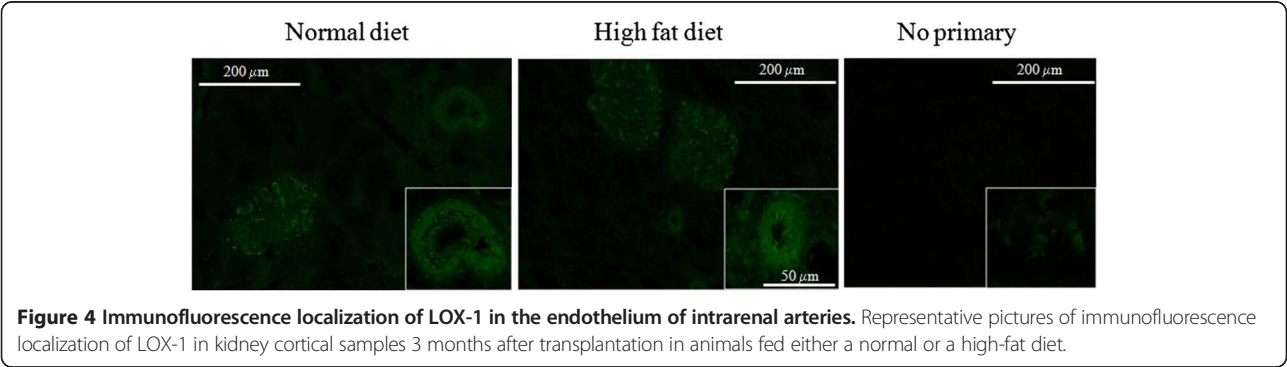 Normal diet
High fat diet
No primary
200 μm
200 μm
200 μm
50 μm
Figure 4 Immunofluorescence localization of LOX-1 in the endothelium of intrarenal arteries. Representative pictures of immunofluorescence
localization of LOX-1 in kidney cortical samples 3 months after transplantation in animals fed either a normal or a high-fat diet.